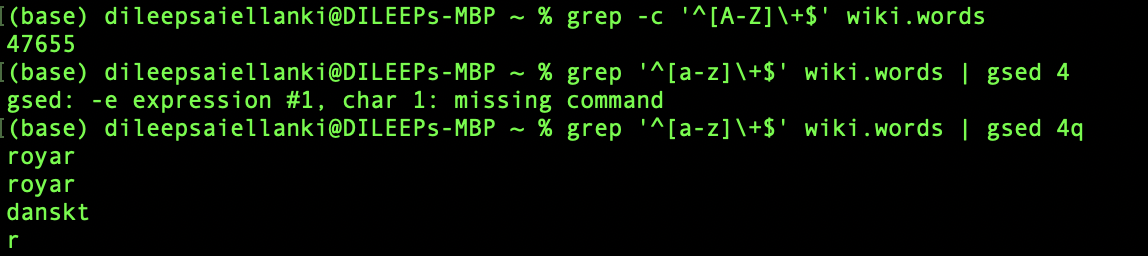 (base) dileepsaiellanki@DILEEPs-MBP ~ % grep -c '^[A-Z]\+$' wiki.words
47655
[(base) dileepsaiellanki@DILEEPs-MBP ~ % grep '^[a-z]\+$' wiki.words | gsed 4
gsed: -e expression #1, char 1: missing command
[(base) dileepsaiellanki@DILEEPs-MBP ~ % grep '^[a-z]\+$' wiki.words | gsed 4q
royar
royar
danskt
r